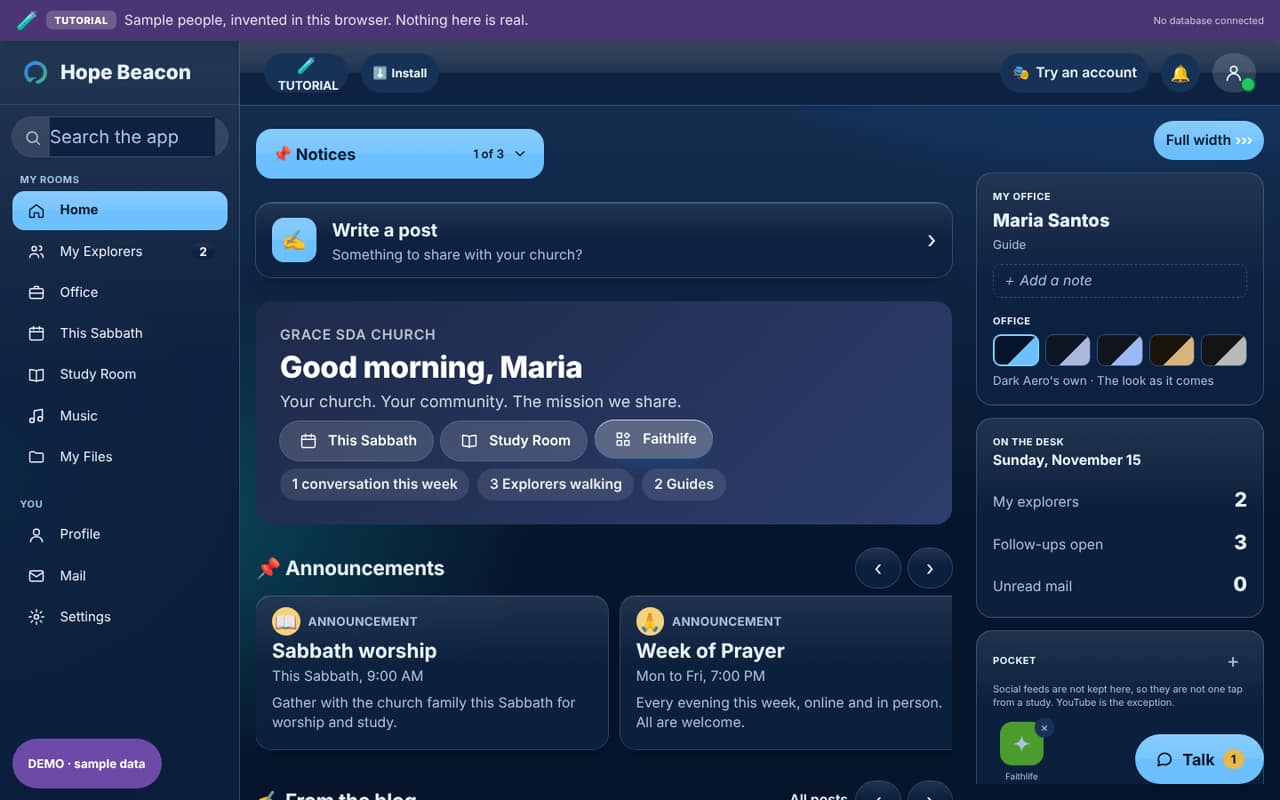 TUTORIAL Sample people, invented in this browser. Nothing here is real.
No database connected
Hope Beacon
Search the app
MY ROOMS
Home
My Explorers 2
Office
This Sabbath
Study Room
Music
My Files
YOU
Profile
Mail
Settings
DEMO · sample data
TUTORIAL
Install
Try an account
Notices 1 of 3
Write a post
Something to share with your church?
GRACE SDA CHURCH
Good morning, Maria
Your church. Your community. The mission we share.
This Sabbath Study Room Faithlife
1 conversation this week 3 Explorers walking 2 Guides
Announcements
ANNOUNCEMENT
Sabbath worship
This Sabbath, 9:00 AM
Gather with the church family this Sabbath for
worship and study.
ANNOUNCEMENT
Week of Prayer
Mon to Fri, 7:00 PM
Every evening this week, online and in person.
All are welcome.
From the blog
All posts
Full width ›››
MY OFFICE
Maria Santos
Guide
+ Add a note
OFFICE
Dark Aero's own · The look as it comes
ON THE DESK
Sunday, November 15
My explorers 2
Follow-ups open 3
Unread mail 0
POCKET +
Social feeds are not kept here, so they are not one tap
from a study. YouTube is the exception.
Faithlife
Talk 1